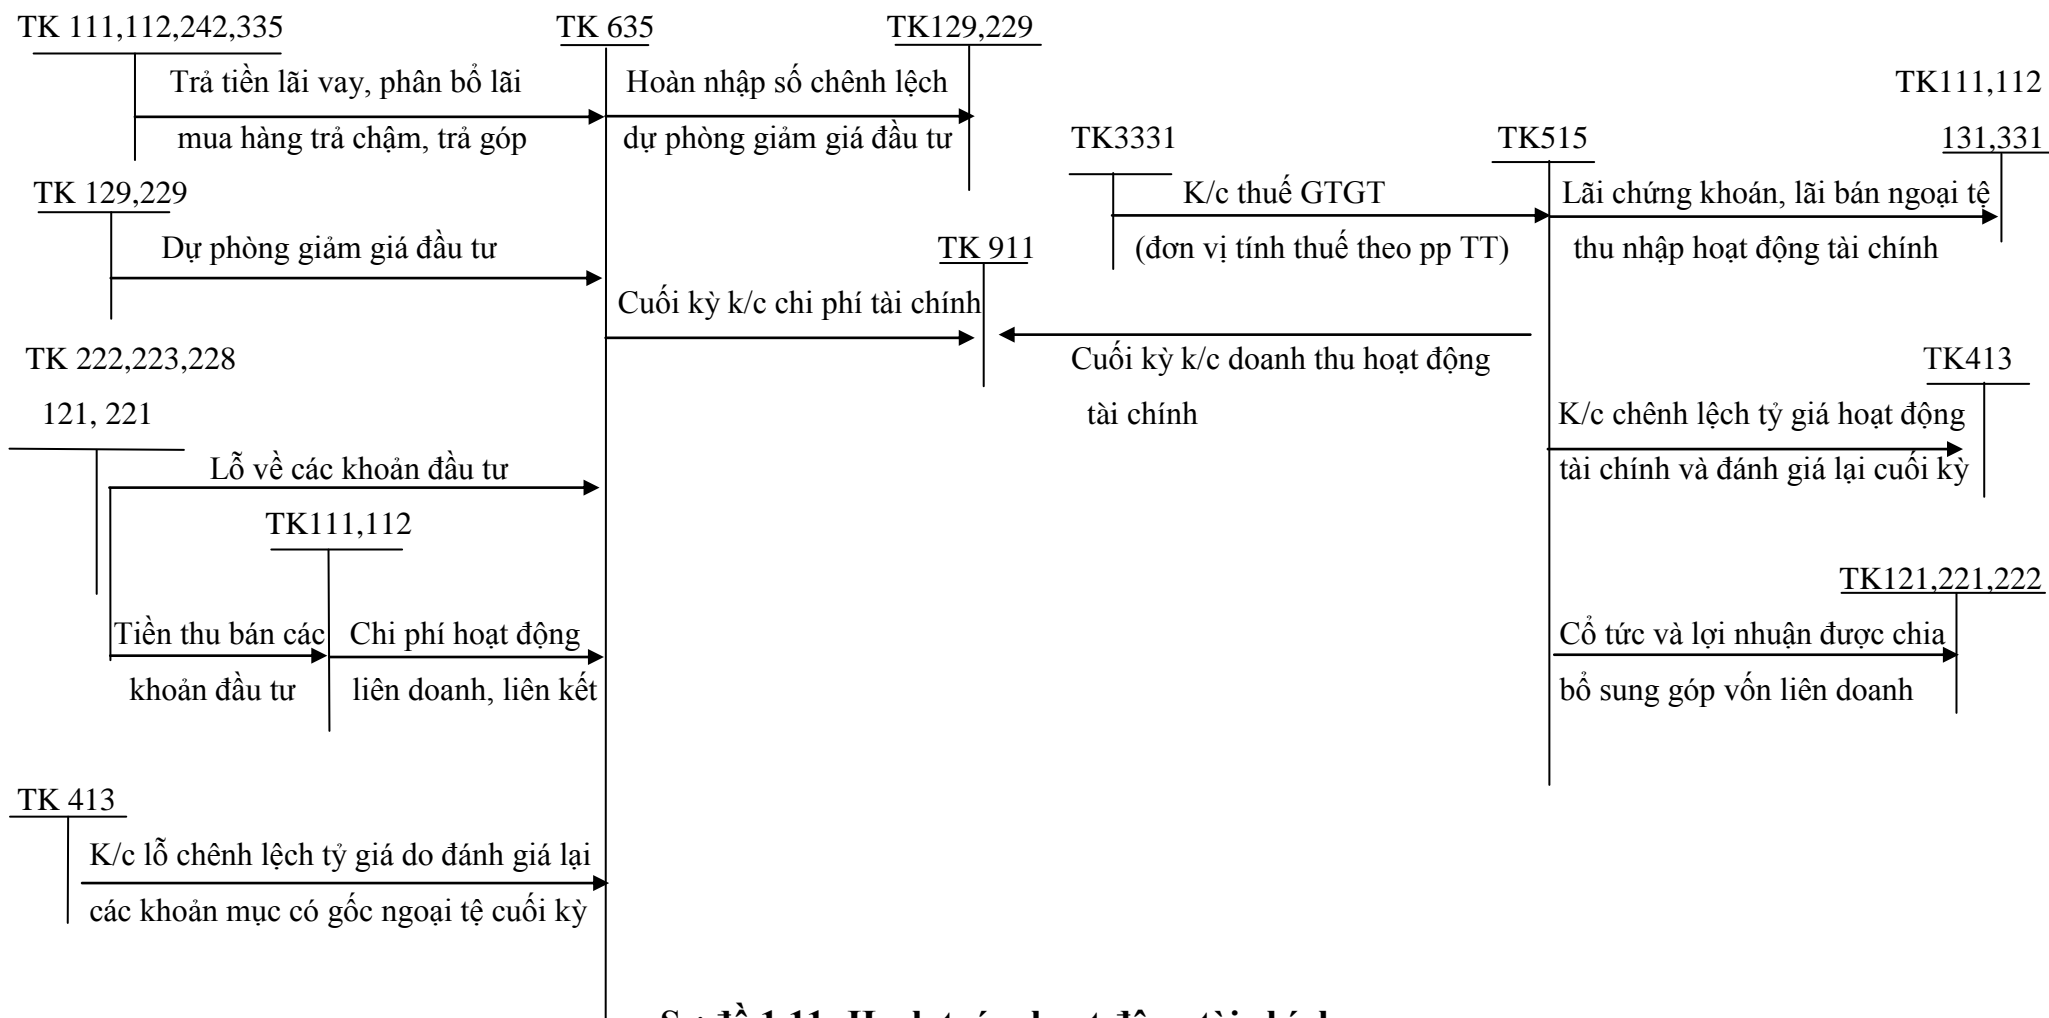 TK 111,112,242,335
TK 635
TK129,229
Trả tiền lãi vay, phân bổ lãi
mua hàng trả chậm, trả góp
Hoàn nhập số chênh lệch
dự phòng giảm giá đầu tư
TK 129,229
Dự phòng giảm giá đầu tư
TK 911
Cuối kỳ k/c chi phí tài chính
TK 222,223,228
121, 221
Lỗ về các khoản đầu tư
TK111,112
Tiền thu bán các
khoản đầu tư
Chi phí hoạt động
liên doanh, liên kết
TK 413
K/c lỗ chênh lệch tỷ giá do đánh giá lại
các khoản mục có gốc ngoại tệ cuối kỳ
TK3331
TK515
TK111,112
131,331
K/c thuế GTGT
(đơn vị tính thuế theo pp TT)
Lãi chứng khoán, lãi bán ngoại tệ
thu nhập hoạt động tài chính
Cuối kỳ k/c doanh thu hoạt động
tài chính
TK413
K/c chênh lệch tỷ giá hoạt động
tài chính và đánh giá lại cuối kỳ
TK121,221,222
Cổ tức và lợi nhuận được chia
bổ sung góp vốn liên doanh